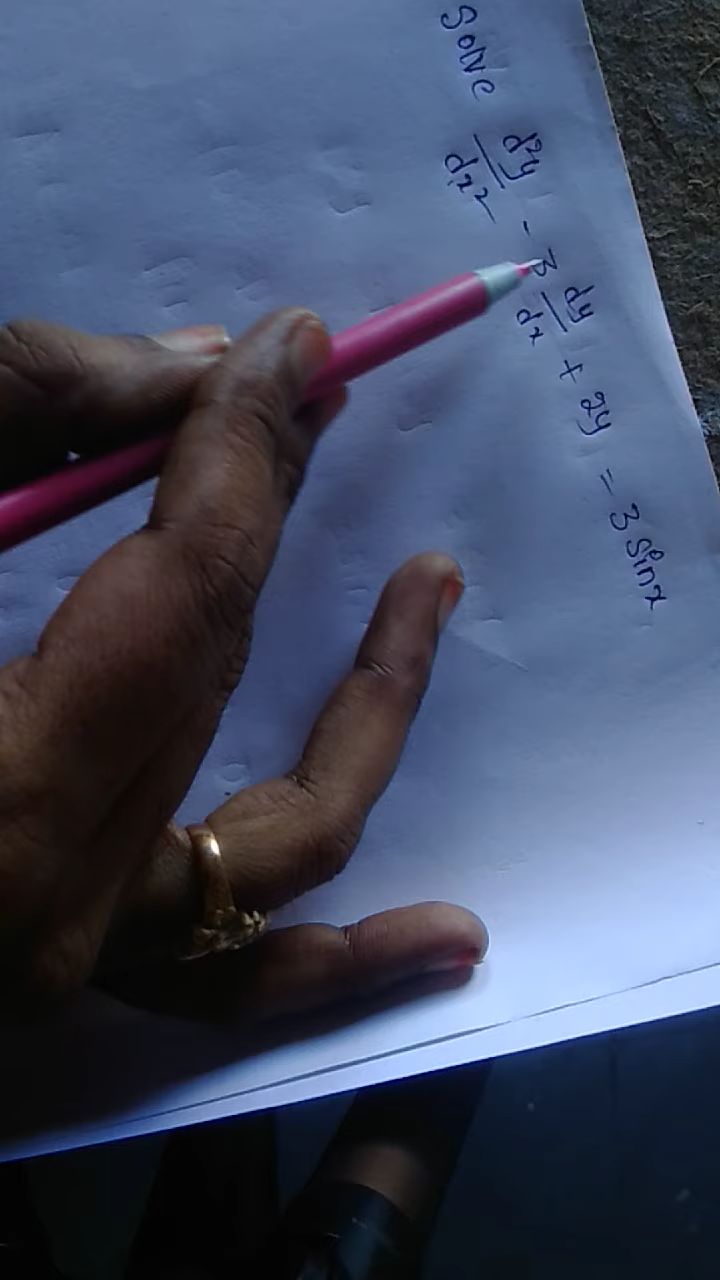 Solve d²y/dx² - 3 dy/dx + 2y = 3 sinx